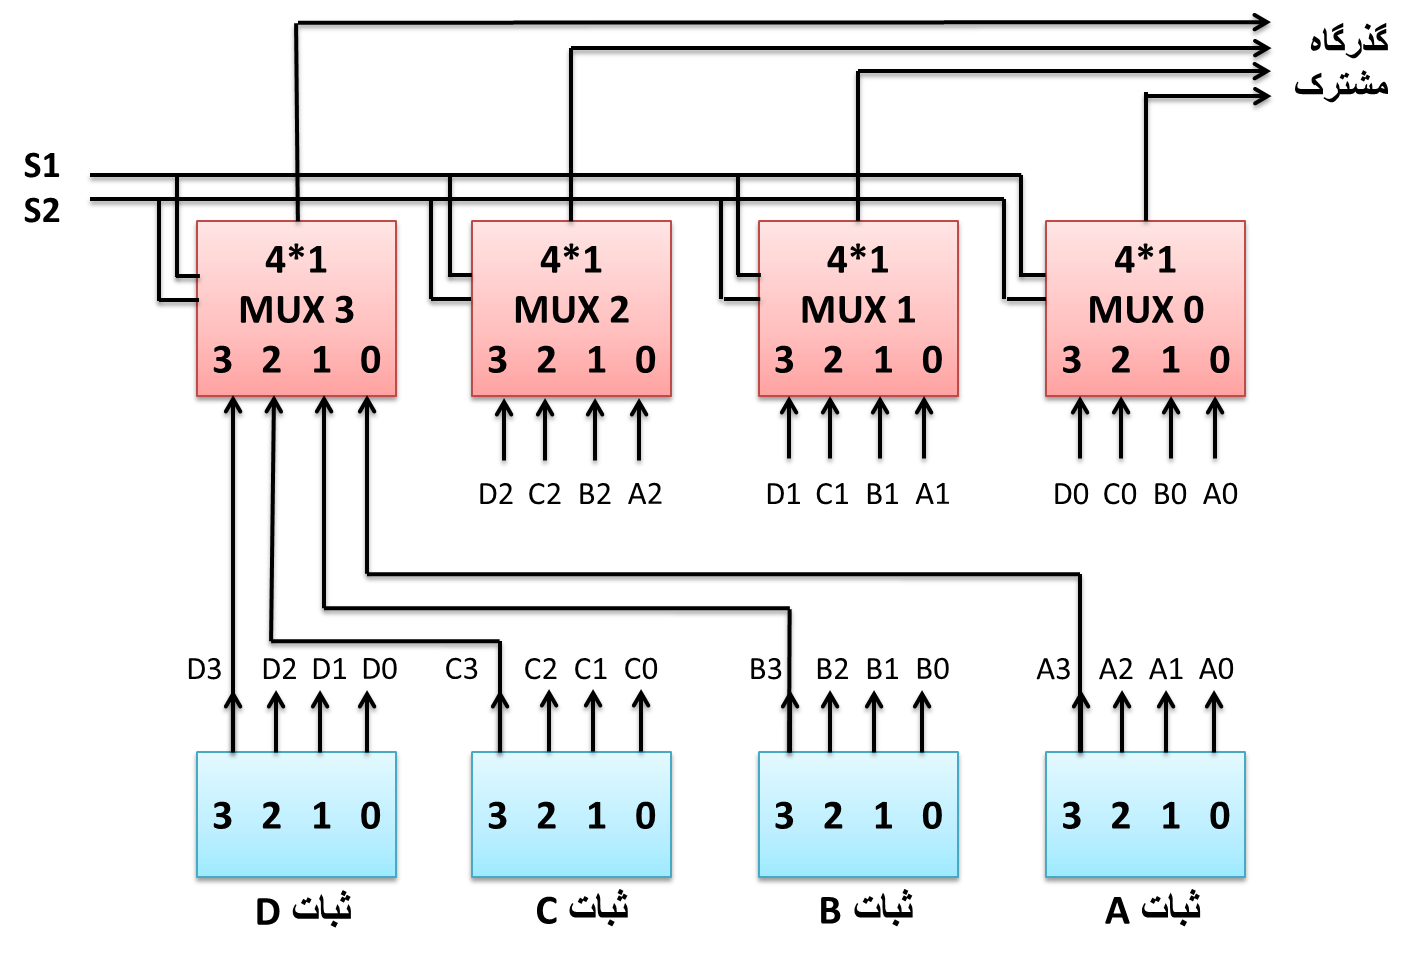 گذرگاه
مشترک
S1
S2
4*1
MUX 3
3 2 1 0
4*1
MUX 2
3 2 1 0
4*1
MUX 1
3 2 1 0
4*1
MUX 0
3 2 1 0
D2 C2 B2 A2
D1 C1 B1 A1
D0 C0 B0 A0
D3 D2 D1 D0
C3 C2 C1 C0
B3 B2 B1 B0
A3 A2 A1 A0
3 2 1 0
3 2 1 0
3 2 1 0
3 2 1 0
ثبات D
ثبات C
ثبات B
ثبات A